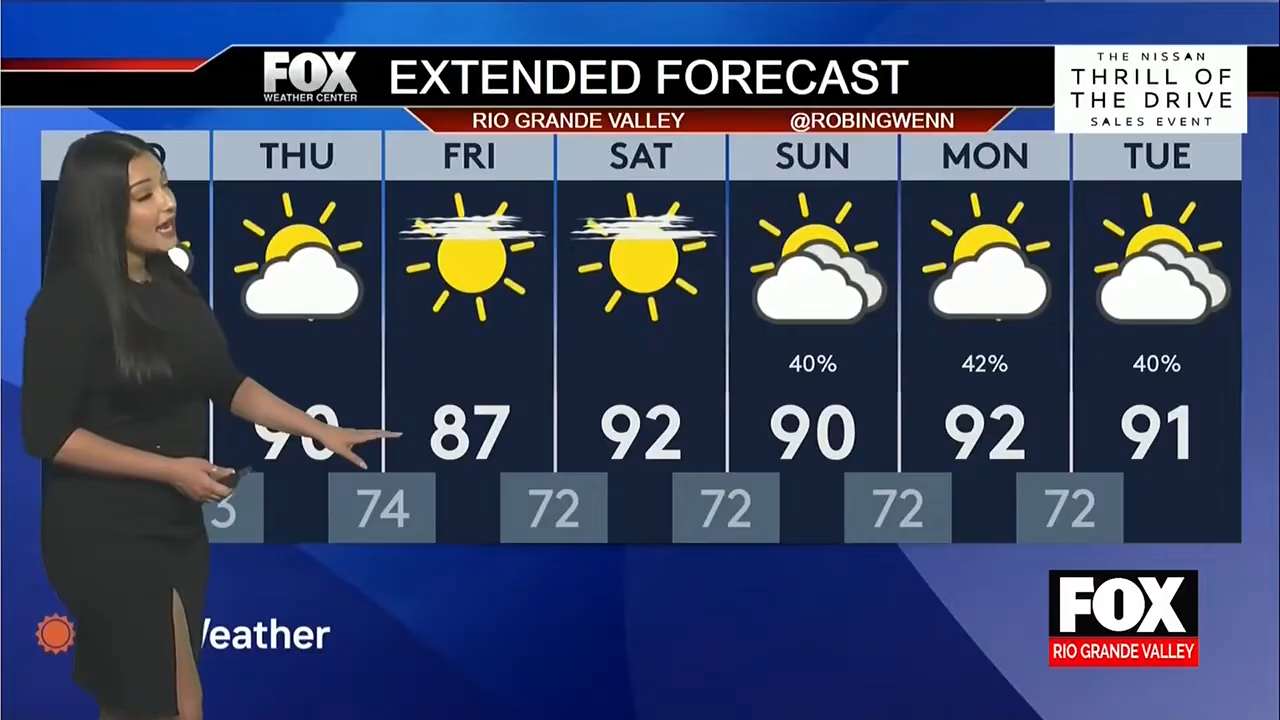 FOX
WEATHER CENTER
EXTENDED FORECAST
THE NISSAN
THRILL OF
THE DRIVE
SALES EVENT
RIO GRANDE VALLEY @ROBINGWENN
THU FRI SAT SUN MON TUE
40% 42% 40%
90 87 92 90 92 91
3 74 72 72 72 72
FOX
RIO GRANDE VALLEY